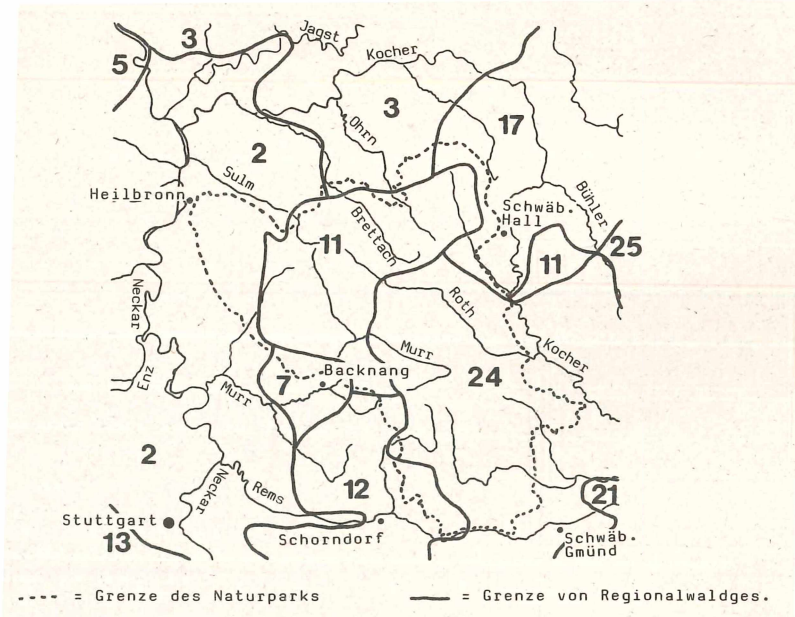 3
Jagst
5
Kocher
3
17
Ohrn
2
Sulm
Heilbronn
Schwäb.
Hall
Bühler
Brettach
11
25
11
Neckar
Roth
Murr
Kocher
Enz
Backnang
7
24
Murr
2
12
21
Neckar
Rems
Stuttgart
13
Schorndorf
Schwäb.
Gmünd
---- = Grenze des Naturparks
—— = Grenze von Regionalwaldges.